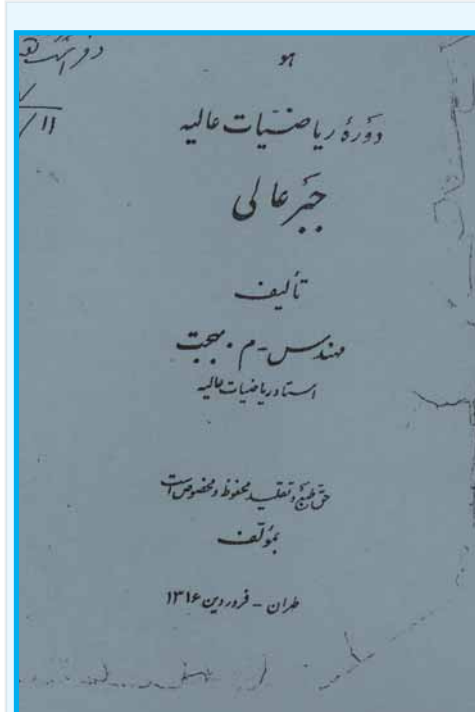 هو
دورهٔ ریاضیات عالیه
جبر عالی
تألیف
مهندس - م. بهجت
استاد ریاضیات عالیه
حق طبع و تقلید محفوظ و مخصوص است
بمؤلف
طهران - فروردین ۱۳۱۶
۱۱/